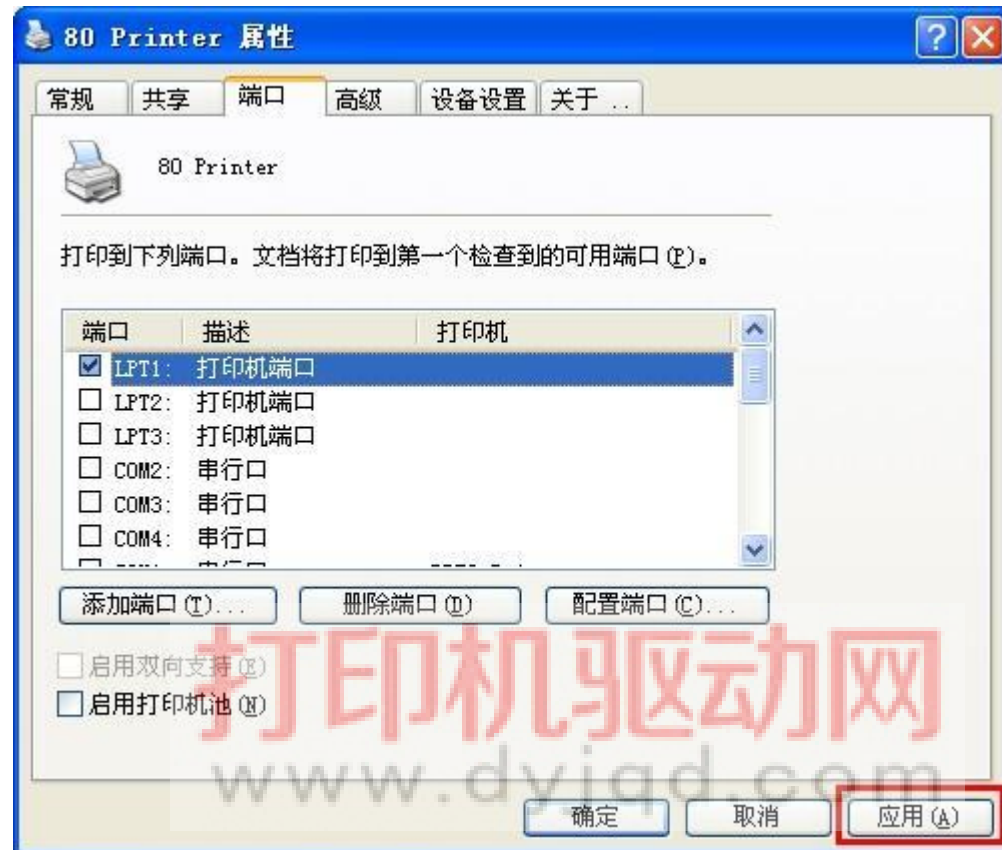 80 Printer 属性
常规 共享 端口 高级 设备设置 关于 ..
80 Printer
打印到下列端口。文档将打印到第一个检查到的可用端口(P)。
端口 描述 打印机
LPT1: 打印机端口
LPT2: 打印机端口
LPT3: 打印机端口
COM2: 串行口
COM3: 串行口
COM4: 串行口
添加端口(T)... 删除端口(D) 配置端口(C)...
启用双向支持(E)
启用打印机池(N)
打印机驱动网
www.dyjqd.com
确定 取消 应用(A)